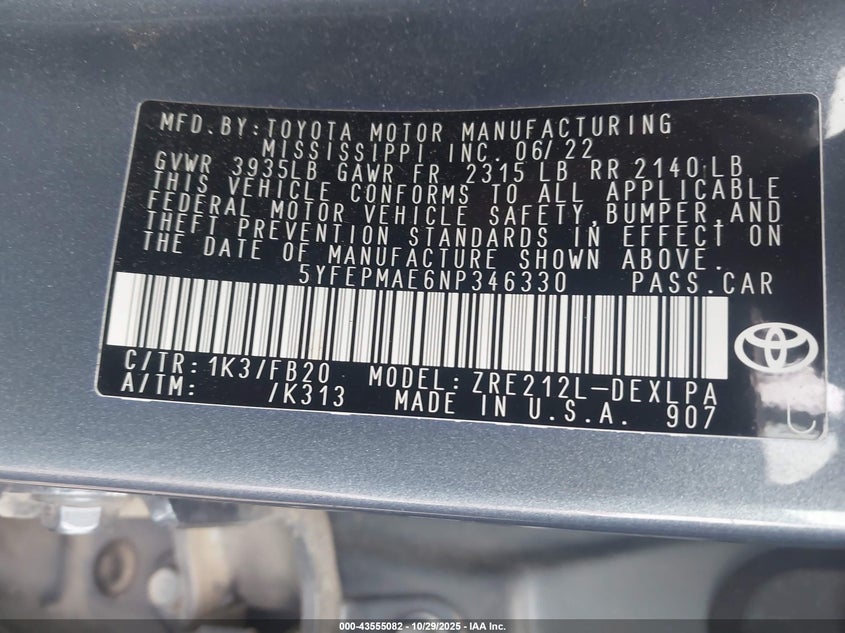 MFD.BY:TOYOTA MOTOR MANUFACTURING
MISSISSIPPI INC. 06/22
GVWR 3935LB GAWR FR 2315 LB RR 2140 LB
THIS VEHICLE CONFORMS TO ALL APPLICABLE
FEDERAL MOTOR VEHICLE SAFETY,BUMPER,AND
THEFT PREVENTION STANDARDS IN EFFECT ON
THE DATE OF MANUFACTURE SHOWN ABOVE.
5YFEPMAE6NP346330 PASS.CAR
C/TR: 1K3/FB20 MODEL: ZRE212L-DEXLPA
A/TM: /K313 MADE IN U.S.A. 907
C
000-43555082 | 10/29/2025 | IAA Inc.